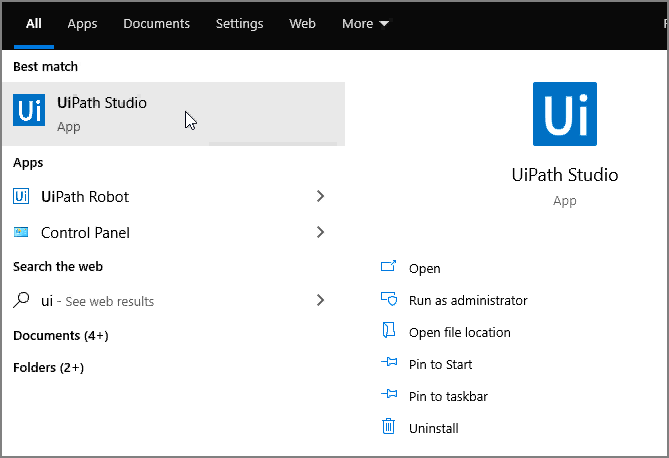 All Apps Documents Settings Web More
Best match
Ui UiPath Studio
App
Apps
Ui UiPath Robot
Control Panel
Search the web
ui - See web results
Documents (4+)
Folders (2+)
Ui
UiPath Studio
App
Open
Run as administrator
Open file location
Pin to Start
Pin to taskbar
Uninstall